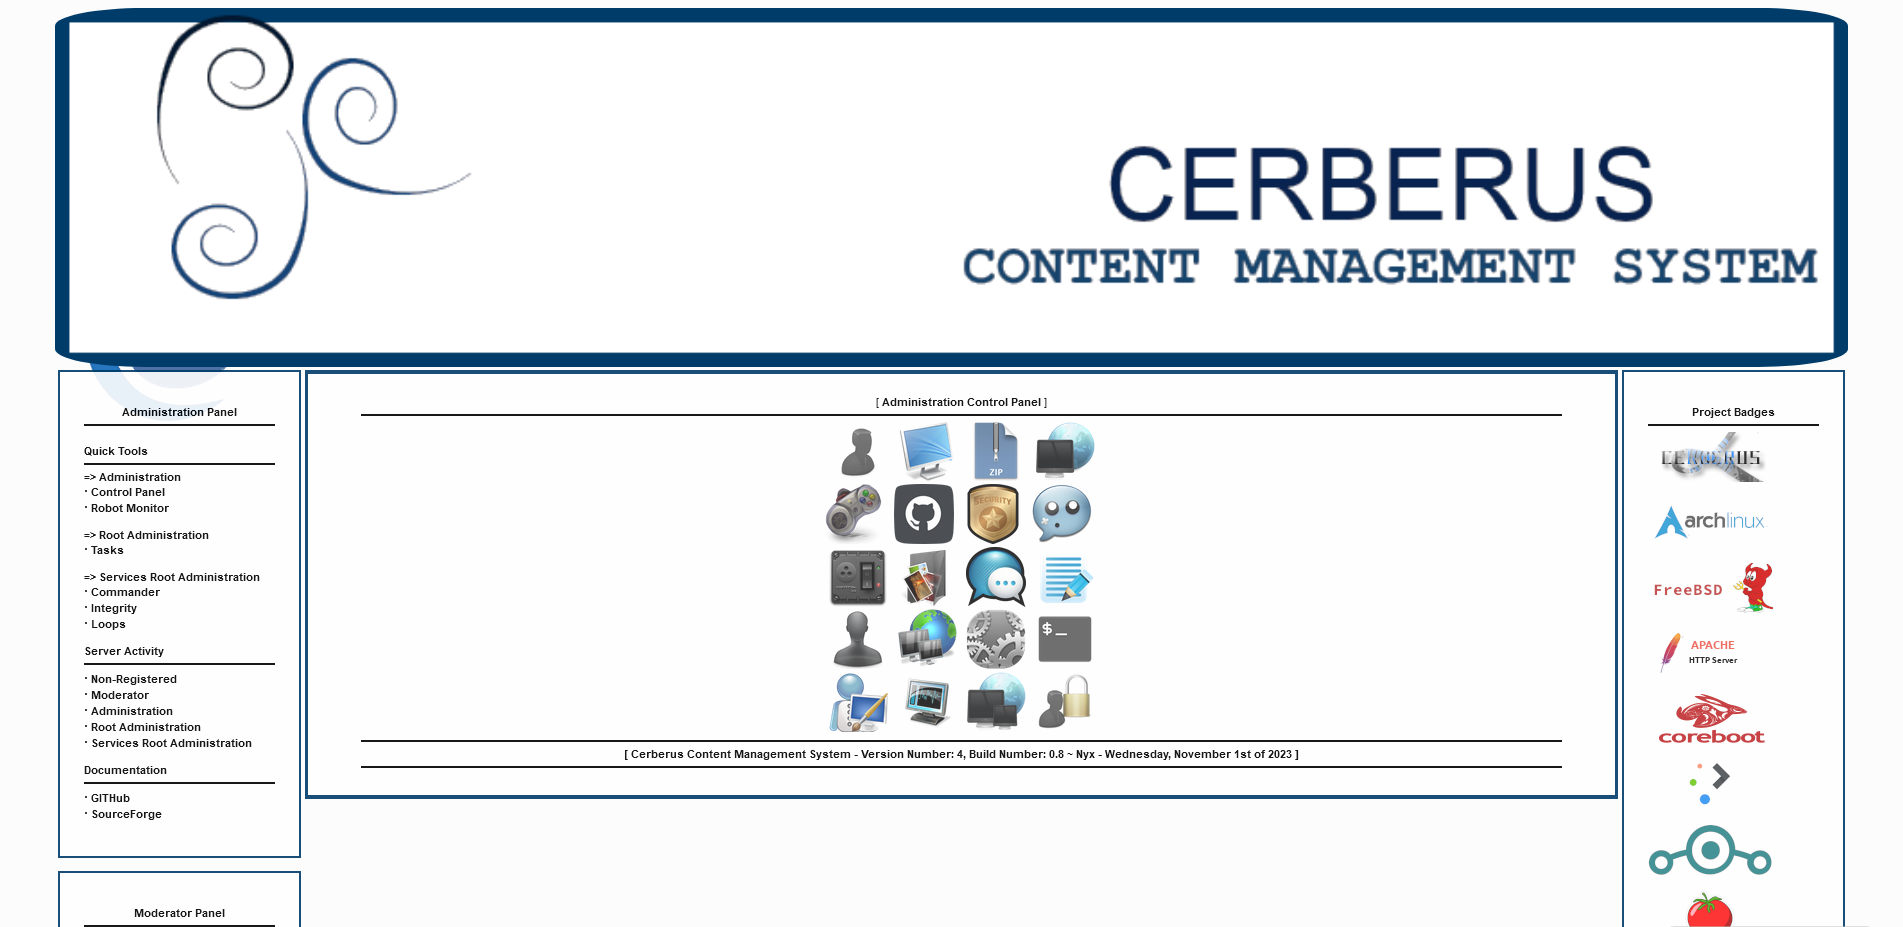 CERBERUS
CONTENT MANAGEMENT SYSTEM
Administration Panel
Quick Tools
=> Administration
· Control Panel
· Robot Monitor
=> Root Administration
· Tasks
=> Services Root Administration
· Commander
· Integrity
· Loops
Server Activity
· Non-Registered
· Moderator
· Administration
· Root Administration
· Services Root Administration
Documentation
· GITHub
· SourceForge
Moderator Panel
[ Administration Control Panel ]
ZIP
SECURITY
$_
[ Cerberus Content Management System - Version Number: 4, Build Number: 0.8 ~ Nyx - Wednesday, November 1st of 2023 ]
Project Badges
CERBERUS
archlinux
FreeBSD
APACHE
HTTP Server
coreboot